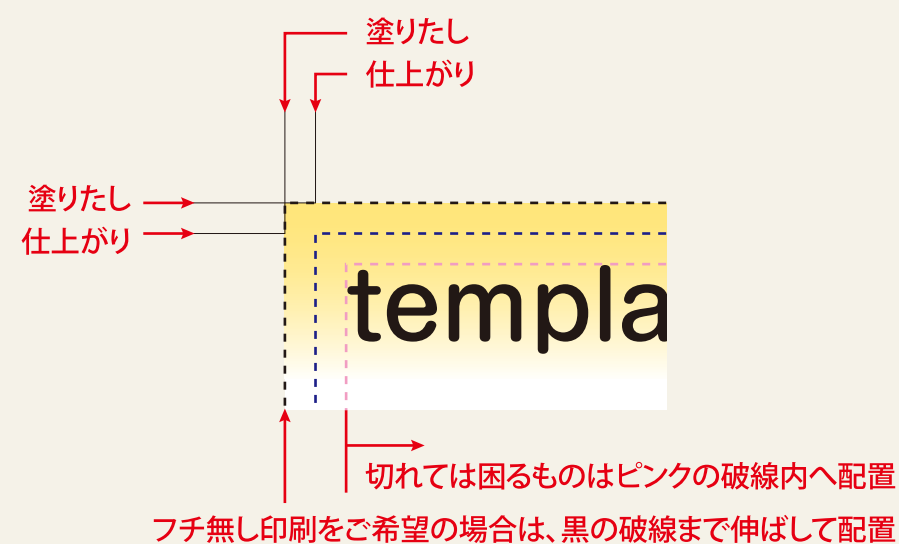 塗りたし
仕上がり
塗りたし
仕上がり
templa
切れては困るものはピンクの破線内へ配置
フチ無し印刷をご希望の場合は、黒の破線まで伸ばして配置